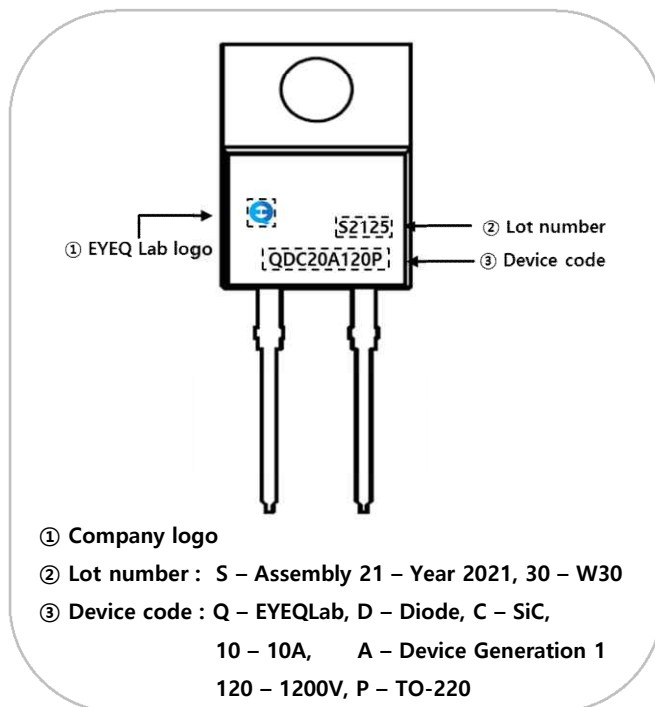 S2125
② Lot number
① EYEQ Lab logo
QDC20A120P
③ Device code
① Company logo
② Lot number : S – Assembly 21 – Year 2021, 30 – W30
③ Device code : Q – EYEQLab, D – Diode, C – SiC,
10 – 10A, A – Device Generation 1
120 – 1200V, P – TO-220